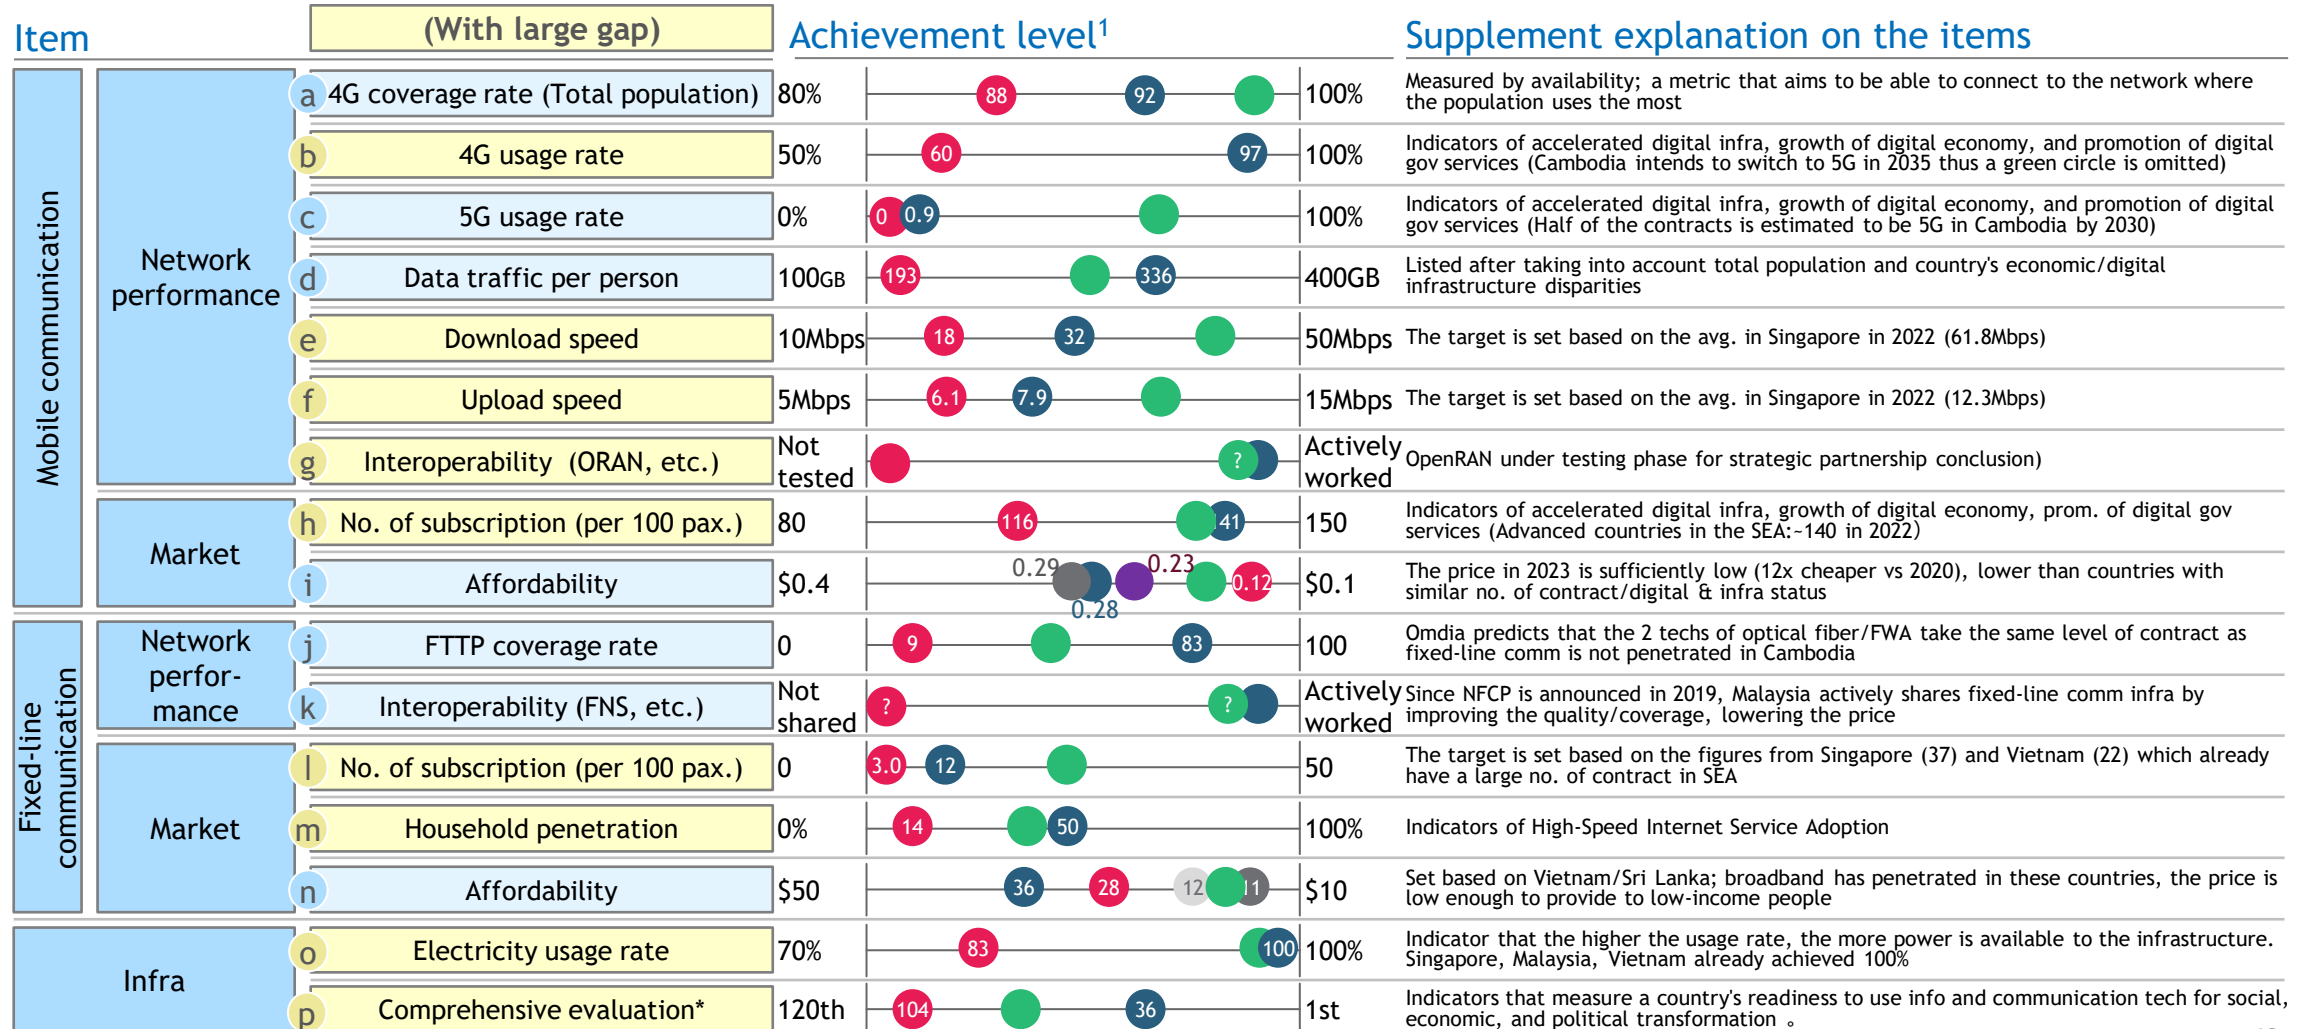 Item
(With large gap)
Achievement level1
Supplement explanation on the items
Mobile communication
Network
performance
a 4G coverage rate (Total population) 80% 88 92 100%
Measured by availability; a metric that aims to be able to connect to the network where
the population uses the most
b 4G usage rate 50% 60 97 100%
Indicators of accelerated digital infra, growth of digital economy, and promotion of digital
gov services (Cambodia intends to switch to 5G in 2035 thus a green circle is omitted)
c 5G usage rate 0% 0 0.9 100%
Indicators of accelerated digital infra, growth of digital economy, and promotion of digital
gov services (Half of the contracts is estimated to be 5G in Cambodia by 2030)
d Data traffic per person 100GB 193 336 400GB
Listed after taking into account total population and country's economic/digital
infrastructure disparities
e Download speed 10Mbps 18 32 50Mbps
The target is set based on the avg. in Singapore in 2022 (61.8Mbps)
f Upload speed 5Mbps 6.1 7.9 15Mbps
The target is set based on the avg. in Singapore in 2022 (12.3Mbps)
g Interoperability (ORAN, etc.)
Not
tested
?
Actively
worked
OpenRAN under testing phase for strategic partnership conclusion)
Market
h No. of subscription (per 100 pax.) 80 116 41 150
Indicators of accelerated digital infra, growth of digital economy, prom. of digital gov
services (Advanced countries in the SEA:~140 in 2022)
i Affordability $0.4 0.29 0.28 0.23 0.12 $0.1
The price in 2023 is sufficiently low (12x cheaper vs 2020), lower than countries with
similar no. of contract/digital & infra status
Fixed-line
communication
Network
perfor-
mance
j FTTP coverage rate 0 9 83 100
Omdia predicts that the 2 techs of optical fiber/FWA take the same level of contract as
fixed-line comm is not penetrated in Cambodia
k Interoperability (FNS, etc.)
Not
shared
? ?
Actively
worked
Since NFCP is announced in 2019, Malaysia actively shares fixed-line comm infra by
improving the quality/coverage, lowering the price
Market
l No. of subscription (per 100 pax.) 0 3.0 12 50
The target is set based on the figures from Singapore (37) and Vietnam (22) which already
have a large no. of contract in SEA
m Household penetration 0% 14 50 100%
Indicators of High-Speed Internet Service Adoption
n Affordability $50 36 28 12 11 $10
Set based on Vietnam/Sri Lanka; broadband has penetrated in these countries, the price is
low enough to provide to low-income people
Infra
o Electricity usage rate 70% 83 100 100%
Indicator that the higher the usage rate, the more power is available to the infrastructure.
Singapore, Malaysia, Vietnam already achieved 100%
p Comprehensive evaluation* 120th 104 36 1st
Indicators that measure a country's readiness to use info and communication tech for social,
economic, and political transformation 。